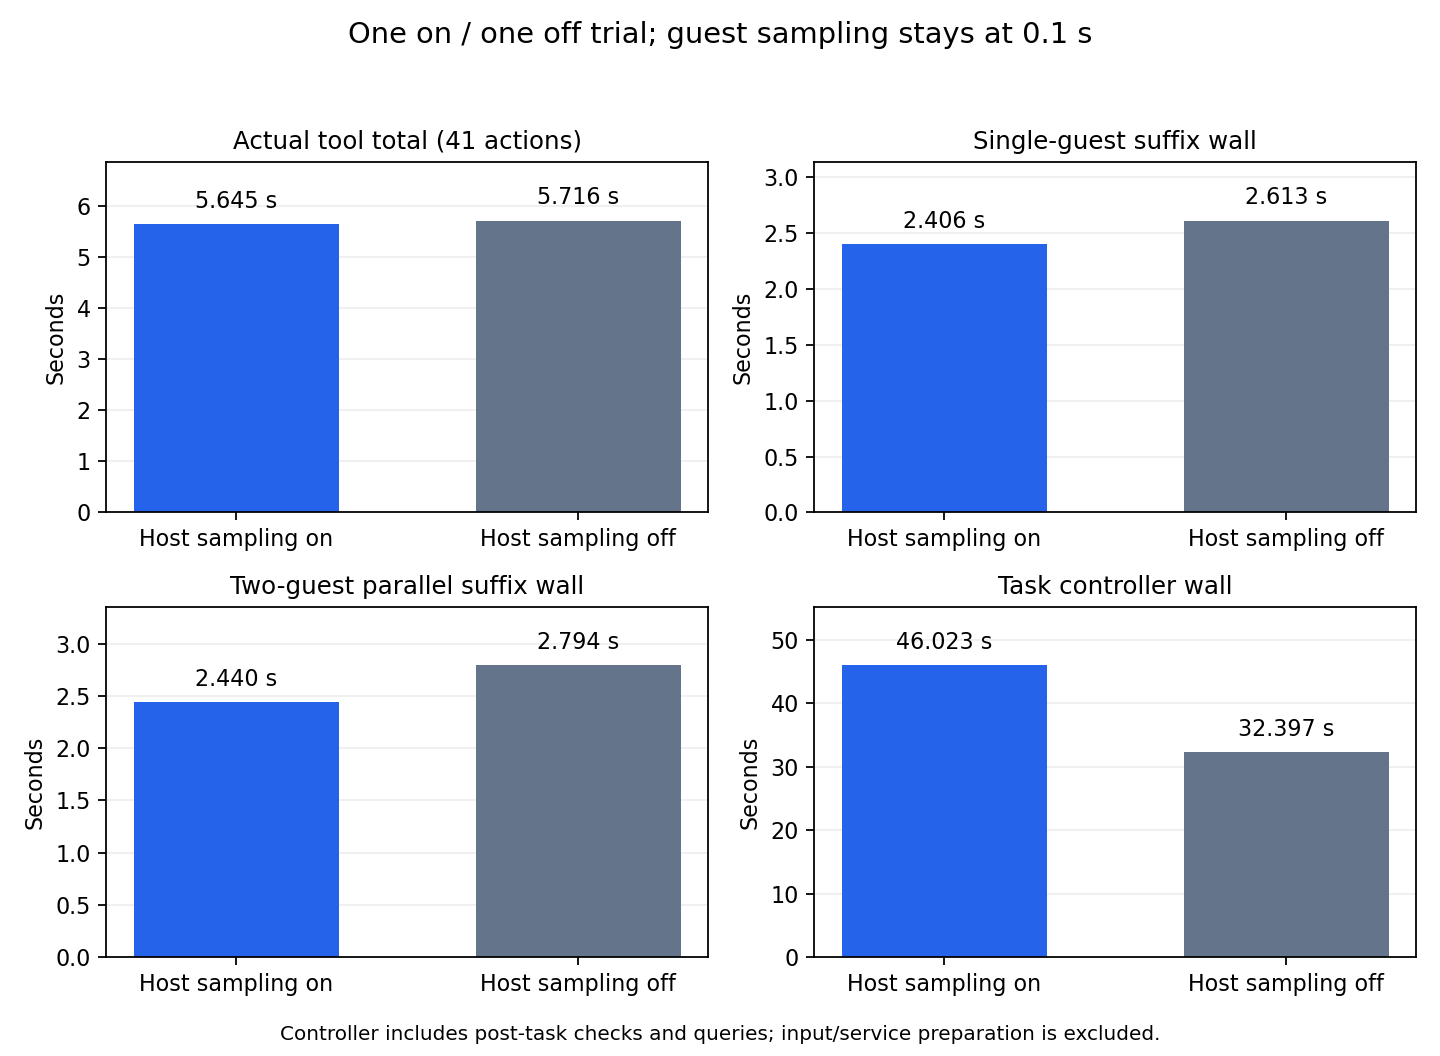 One on / one off trial; guest sampling stays at 0.1 s
Actual tool total (41 actions)
Seconds
6
5
4
3
2
1
0
5.645 s
5.716 s
Host sampling on
Host sampling off
Single-guest suffix wall
Seconds
3.0
2.5
2.0
1.5
1.0
0.5
0.0
2.406 s
2.613 s
Host sampling on
Host sampling off
Two-guest parallel suffix wall
Seconds
3.0
2.5
2.0
1.5
1.0
0.5
0.0
2.440 s
2.794 s
Host sampling on
Host sampling off
Task controller wall
Seconds
50
40
30
20
10
0
46.023 s
32.397 s
Host sampling on
Host sampling off
Controller includes post-task checks and queries; input/service preparation is excluded.